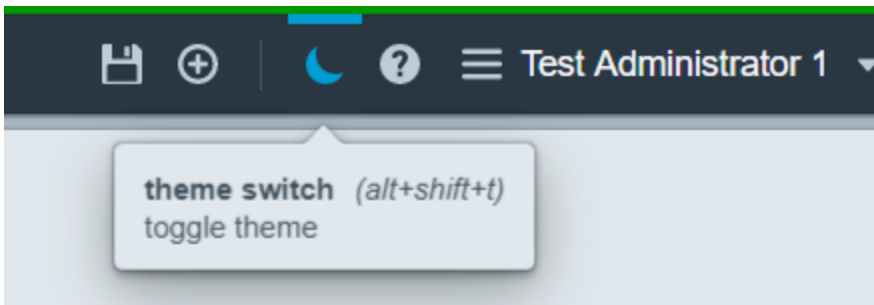 Test Administrator 1
theme switch (alt+shift+t)
toggle theme